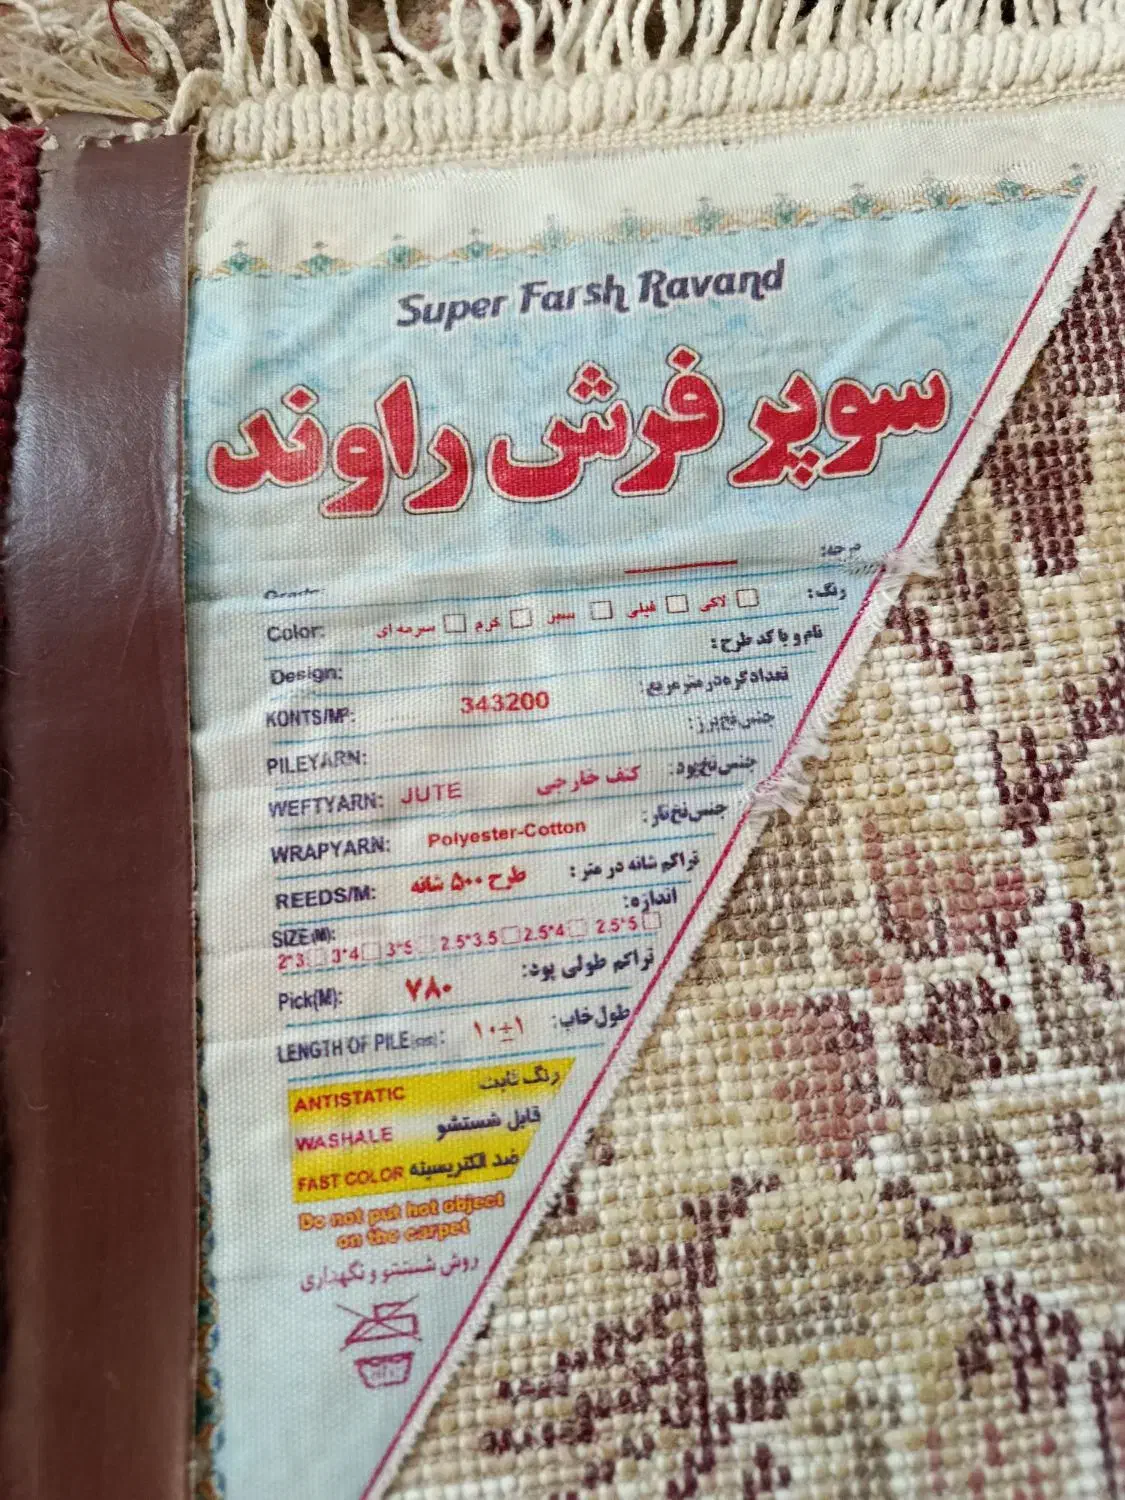 Super Farsh Ravand
سوپر فرش راوند
درجه:
Color: سرمه ای □ کرم □ سبز □ فیلی □ لاکی □ رنگ:
Design: نام و یا کد طرح:
KONTS/M²: 343200 تعداد گره در متر مربع:
PILEYARN: جنس نخ پرز:
WEFTYARN: JUTE کنف خارجی جنس نخ پود:
WRAPYARN: Polyester-Cotton جنس نخ تار:
REEDS/M: طرح ۵۰۰ شانه تراکم شانه در متر:
SIZE(M): اندازه:
2*3 □ 3*4 □ 3*5 □ 2.5*3.5 □ 2.5*4 □ 2.5*5 □
Pick(M): ۷۸۰ تراکم طولی پود:
LENGTH OF PILE: ۱۰±۱ طول خاب:
ANTISTATIC رنگ ثابت
WASHALE قابل شستشو
FAST COLOR ضد الکتریسیته
Do not put hot object
on the carpet
روش شستشو و نگهداری